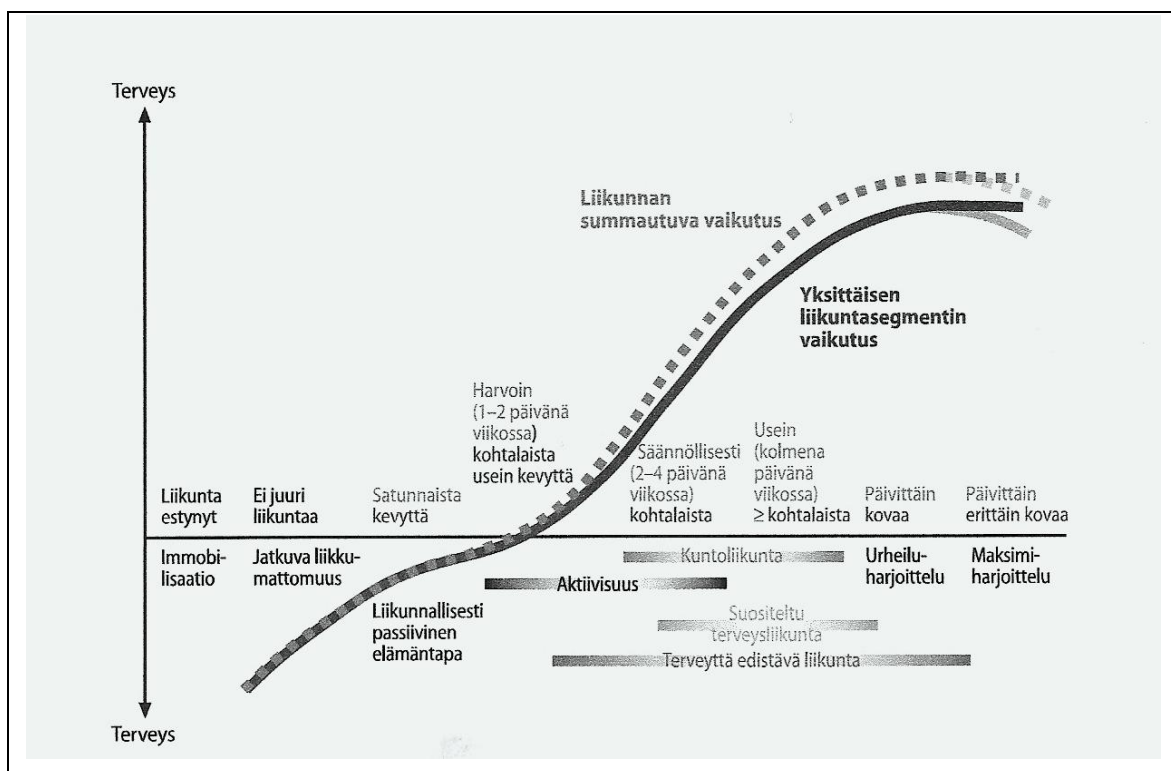 Terveys
Liikunnan
summautuva vaikutus
Yksittäisen
liikuntasegmentin
vaikutus
Harvoin
(1–2 päivänä
viikossa)
kohtalaista
usein kevyttä
Säännöllisesti
(2–4 päivänä
viikossa)
kohtalaista
Usein
(kolmena
päivänä
viikossa)
≥ kohtalaista
Liikunta
estynyt
Ei juuri
liikuntaa
Satunnaista
kevyttä
Päivittäin
kovaa
Päivittäin
erittäin kovaa
Immobi-
lisaatio
Jatkuva liikku-
mattomuus
Liikunnallisesti
passiivinen
elämäntapa
Kuntoliikunta
Aktiivisuus
Urheilu-
harjoittelu
Maksimi-
harjoittelu
Suositeltu
terveysliikunta
Terveyttä edistävä liikunta
Terveys